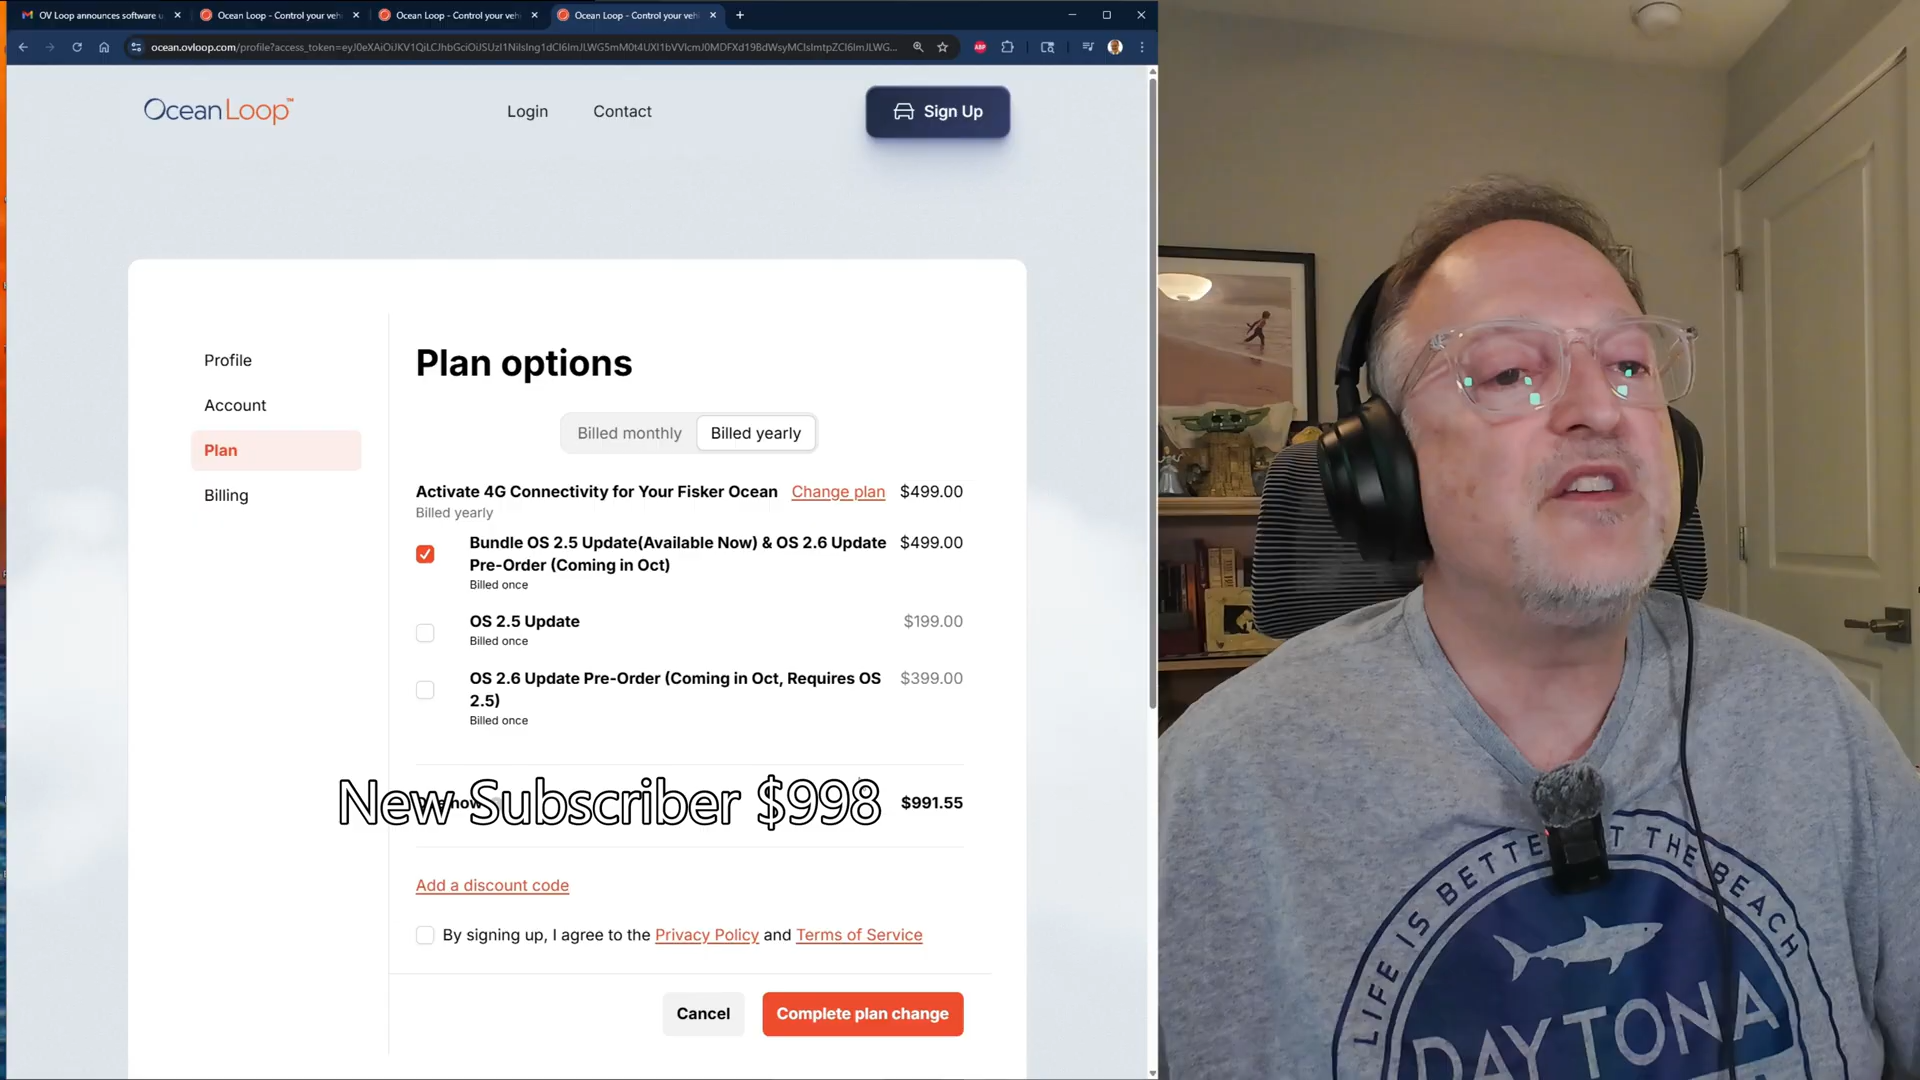 OV Loop announces software u
Ocean Loop - Control your vehi
Ocean Loop - Control your vehi
Ocean Loop - Control your vehi
OceanLoop™
Login
Contact
Sign Up
Profile
Account
Plan
Billing
Plan options
Billed monthly
Billed yearly
Activate 4G Connectivity for Your Fisker Ocean Change plan $499.00
Billed yearly
Bundle OS 2.5 Update(Available Now) & OS 2.6 Update $499.00
Pre-Order (Coming in Oct)
Billed once
OS 2.5 Update $199.00
Billed once
OS 2.6 Update Pre-Order (Coming in Oct, Requires OS $399.00
2.5)
Billed once
New Subscriber $998
now $991.55
Add a discount code
By signing up, I agree to the Privacy Policy and Terms of Service
Cancel
Complete plan change
LIFE IS BETTER AT THE BEACH
DAYTONA
ABP